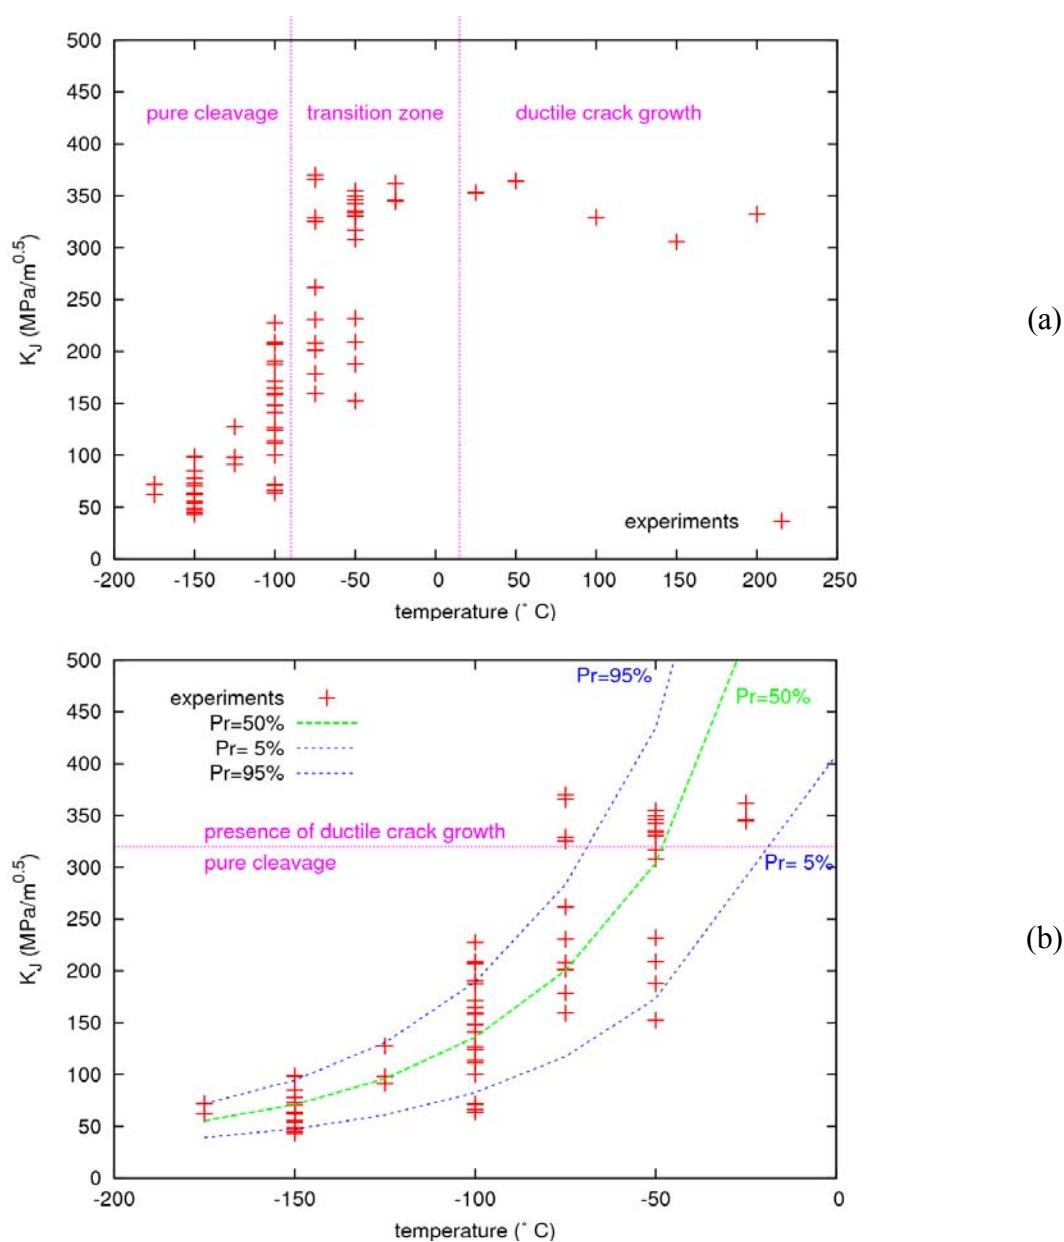 500
450
400
350
300
250
200
150
100
50
0
K_J (MPa/m^0.5)
pure cleavage
transition zone
ductile crack growth
experiments
-200
-150
-100
-50
0
50
100
150
200
250
temperature (° C)
(a)
500
450
400
350
300
250
200
150
100
50
0
K_J (MPa/m^0.5)
experiments
Pr=50%
Pr= 5%
Pr=95%
Pr=95%
Pr=50%
presence of ductile crack growth
pure cleavage
Pr= 5%
-200
-150
-100
-50
0
temperature (° C)
(b)